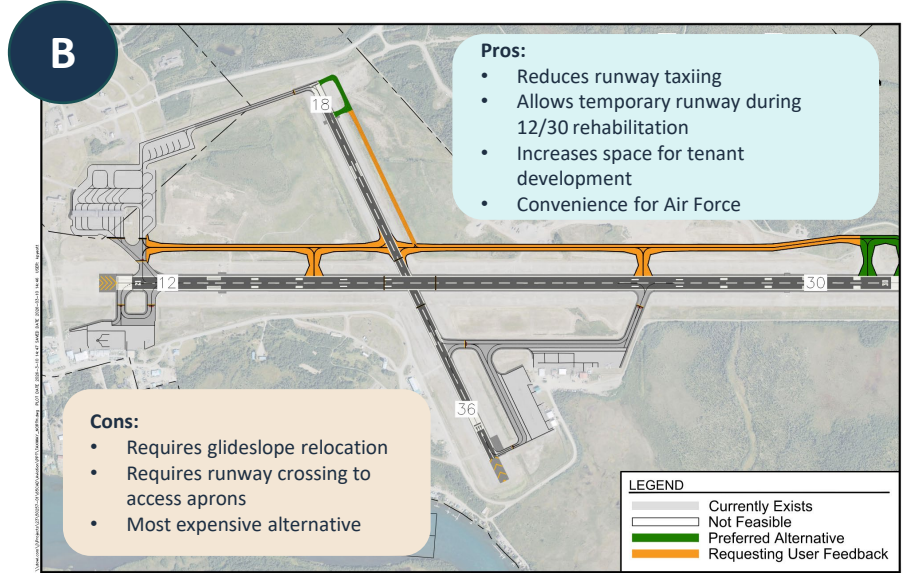 B
Pros:
• Reduces runway taxiing
• Allows temporary runway during
12/30 rehabilitation
• Increases space for tenant
development
• Convenience for Air Force
18
12
30
36
Cons:
• Requires glideslope relocation
• Requires runway crossing to
access aprons
• Most expensive alternative
LEGEND
Currently Exists
Not Feasible
Preferred Alternative
Requesting User Feedback